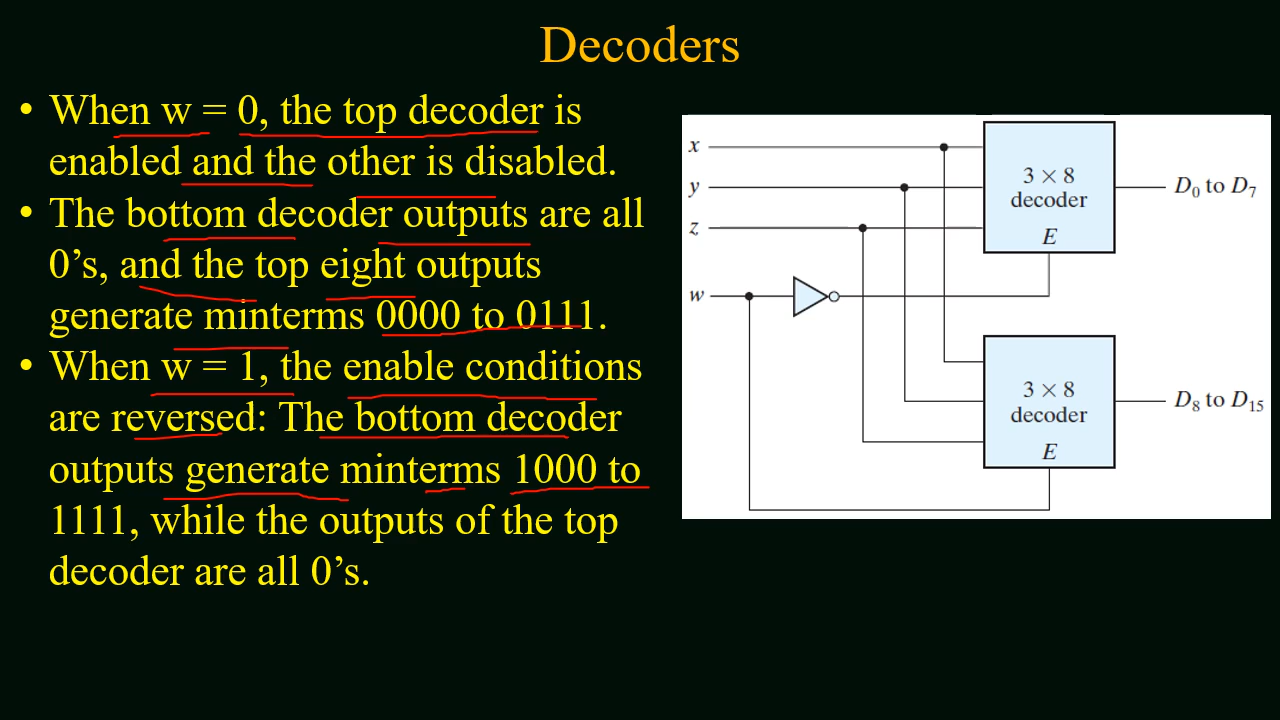 Decoders
• When w = 0, the top decoder is
enabled and the other is disabled.
• The bottom decoder outputs are all
0’s, and the top eight outputs
generate minterms 0000 to 0111.
• When w = 1, the enable conditions
are reversed: The bottom decoder
outputs generate minterms 1000 to
1111, while the outputs of the top
decoder are all 0’s.
x
y
z
w
3 × 8
decoder
E
D₀ to D₇
3 × 8
decoder
E
D₈ to D₁₅